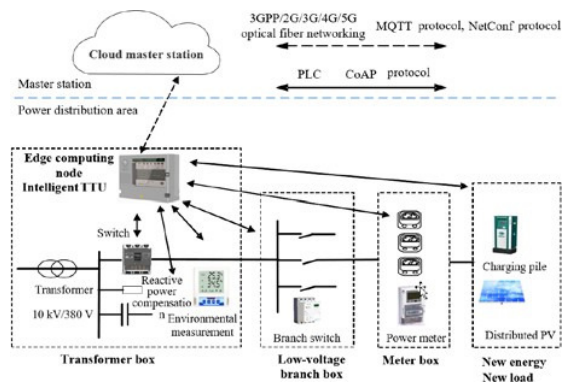 3GPP/2G/3G/4G/5G
optical fiber networking
MQTT protocol, NetConf protocol
Cloud master station
PLC CoAP protocol
Master station
Power distribution area
Edge computing
node
Intelligent TTU
Switch
Transformer
10 kV/380 V
Reactive
power
compensatio
n
Environmental
measurement
Transformer box
Branch switch
Low-voltage
branch box
Power meter
Meter box
Charging pile
Distributed PV
New energy
New load